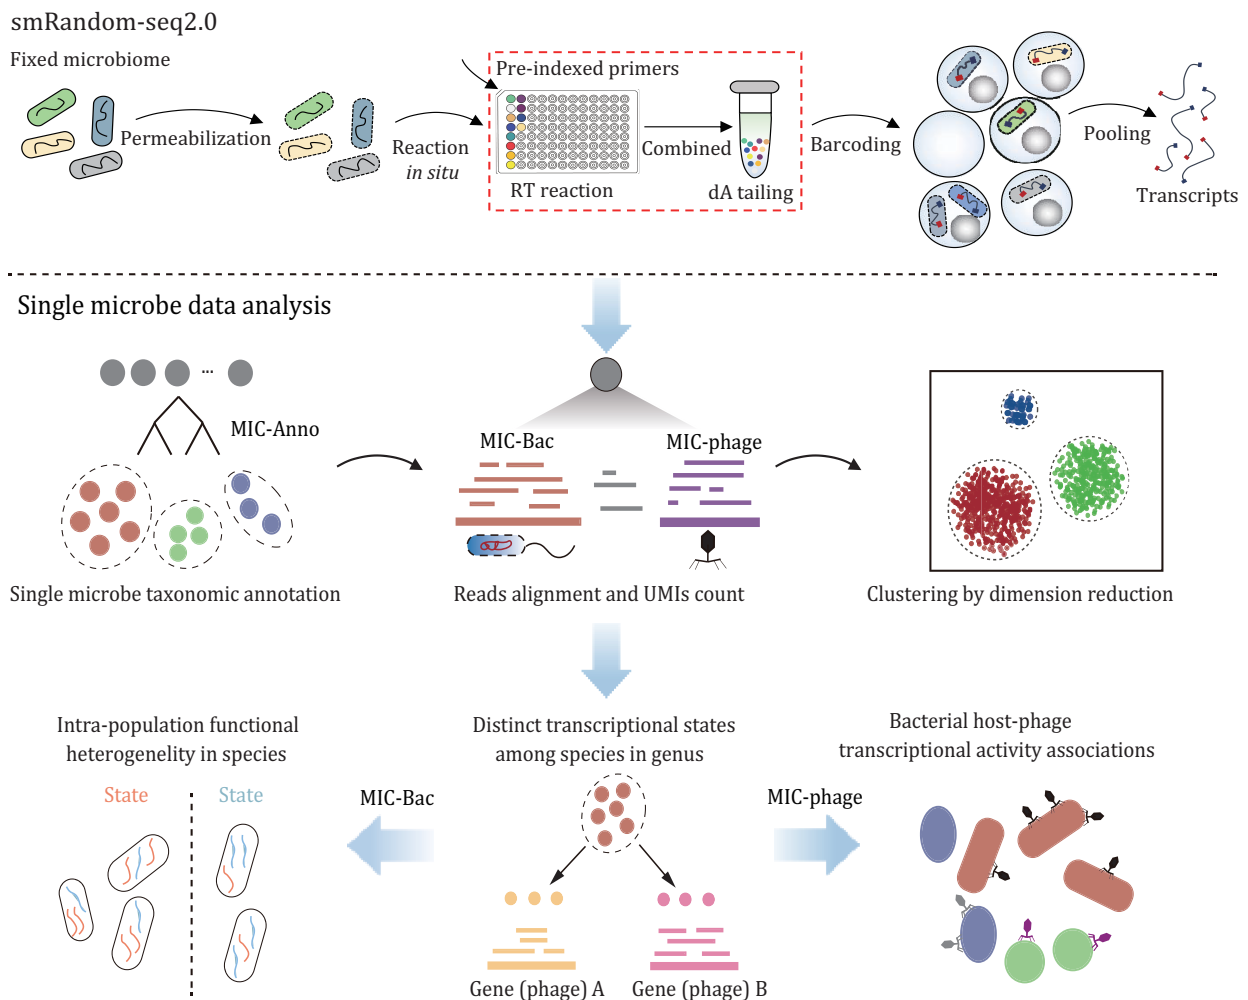 smRandom-seq2.0
Fixed microbiome
Permeabilization
Reaction
in situ
Pre-indexed primers
RT reaction
Combined
dA tailing
Barcoding
Pooling
Transcripts
Single microbe data analysis
...
MIC-Anno
MIC-Bac
MIC-phage
Single microbe taxonomic annotation
Reads alignment and UMIs count
Clustering by dimension reduction
Intra-population functional
heterogenelity in species
State
State
MIC-Bac
Distinct transcriptional states
among species in genus
MIC-phage
Gene (phage) A
Gene (phage) B
Bacterial host-phage
transcriptional activity associations